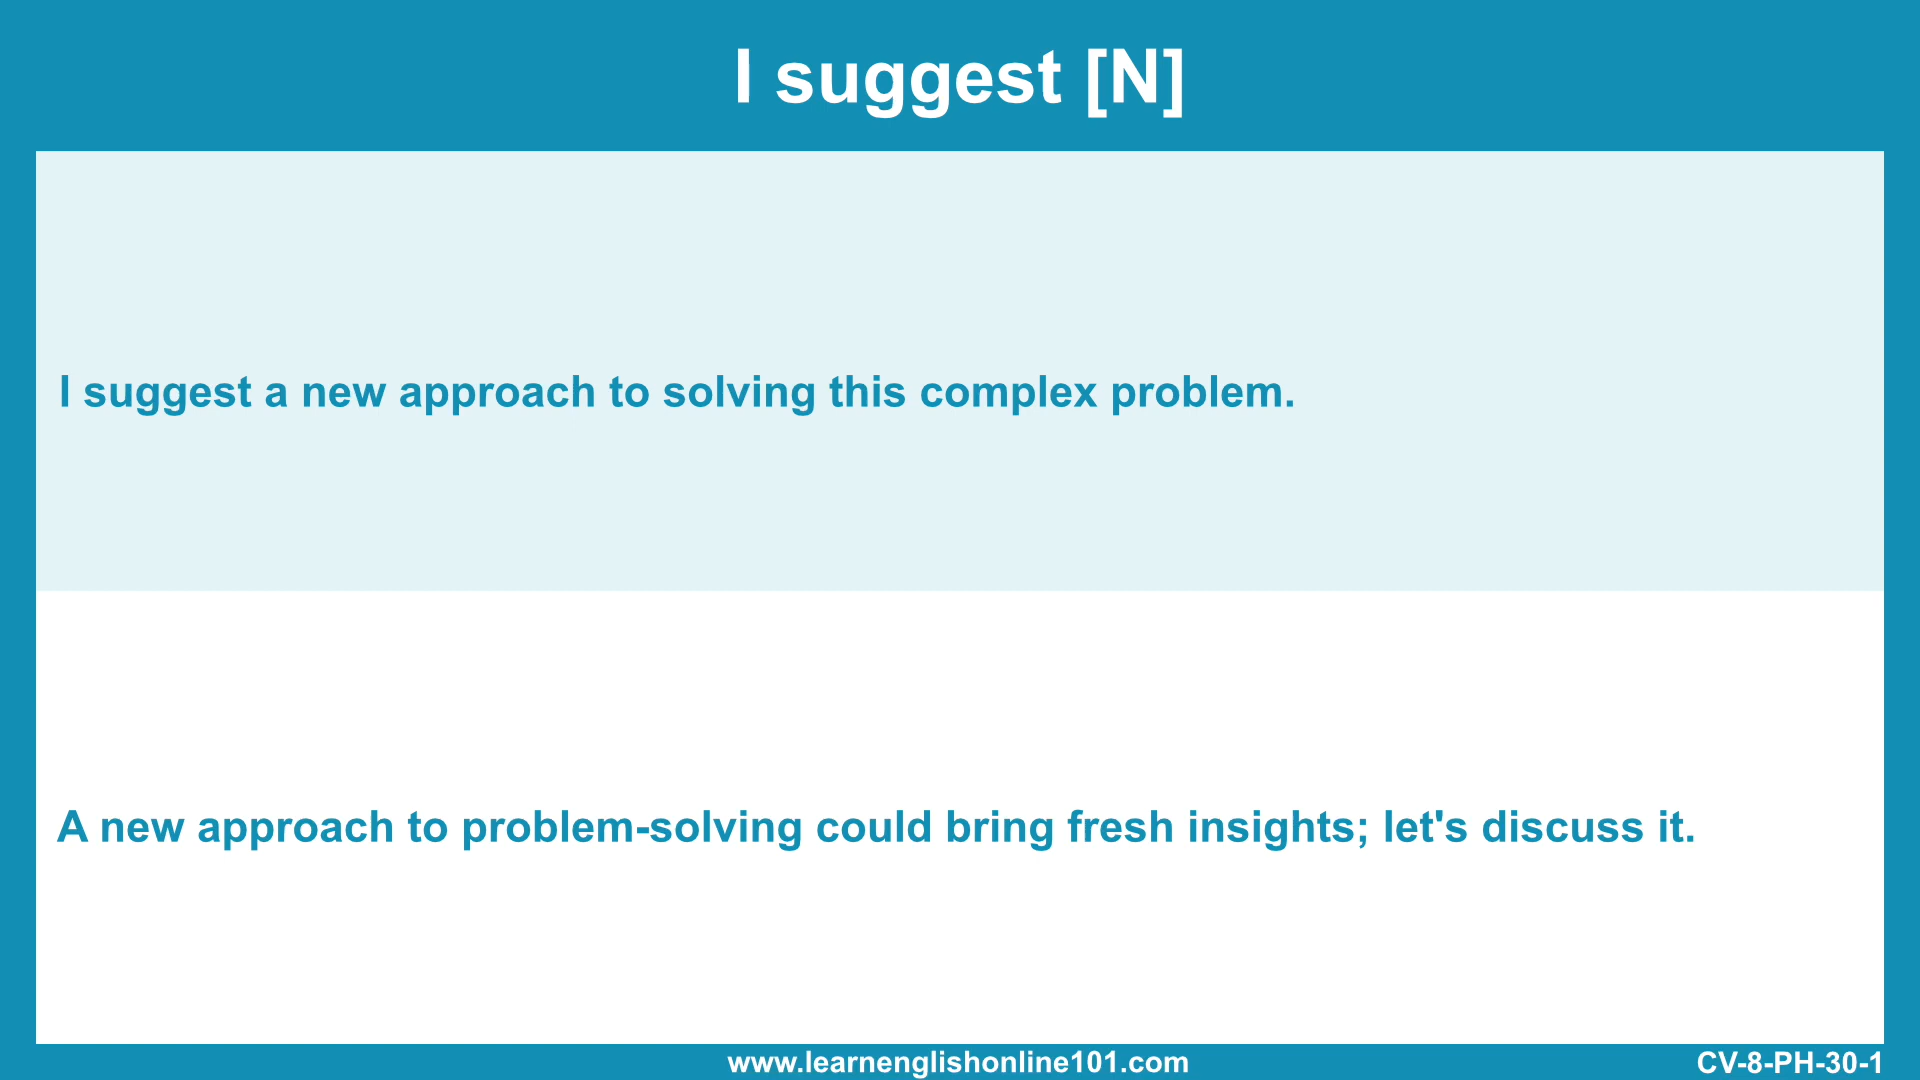 I suggest [N]
I suggest a new approach to solving this complex problem.
A new approach to problem-solving could bring fresh insights; let's discuss it.
www.learnenglishonline101.com
CV-8-PH-30-1